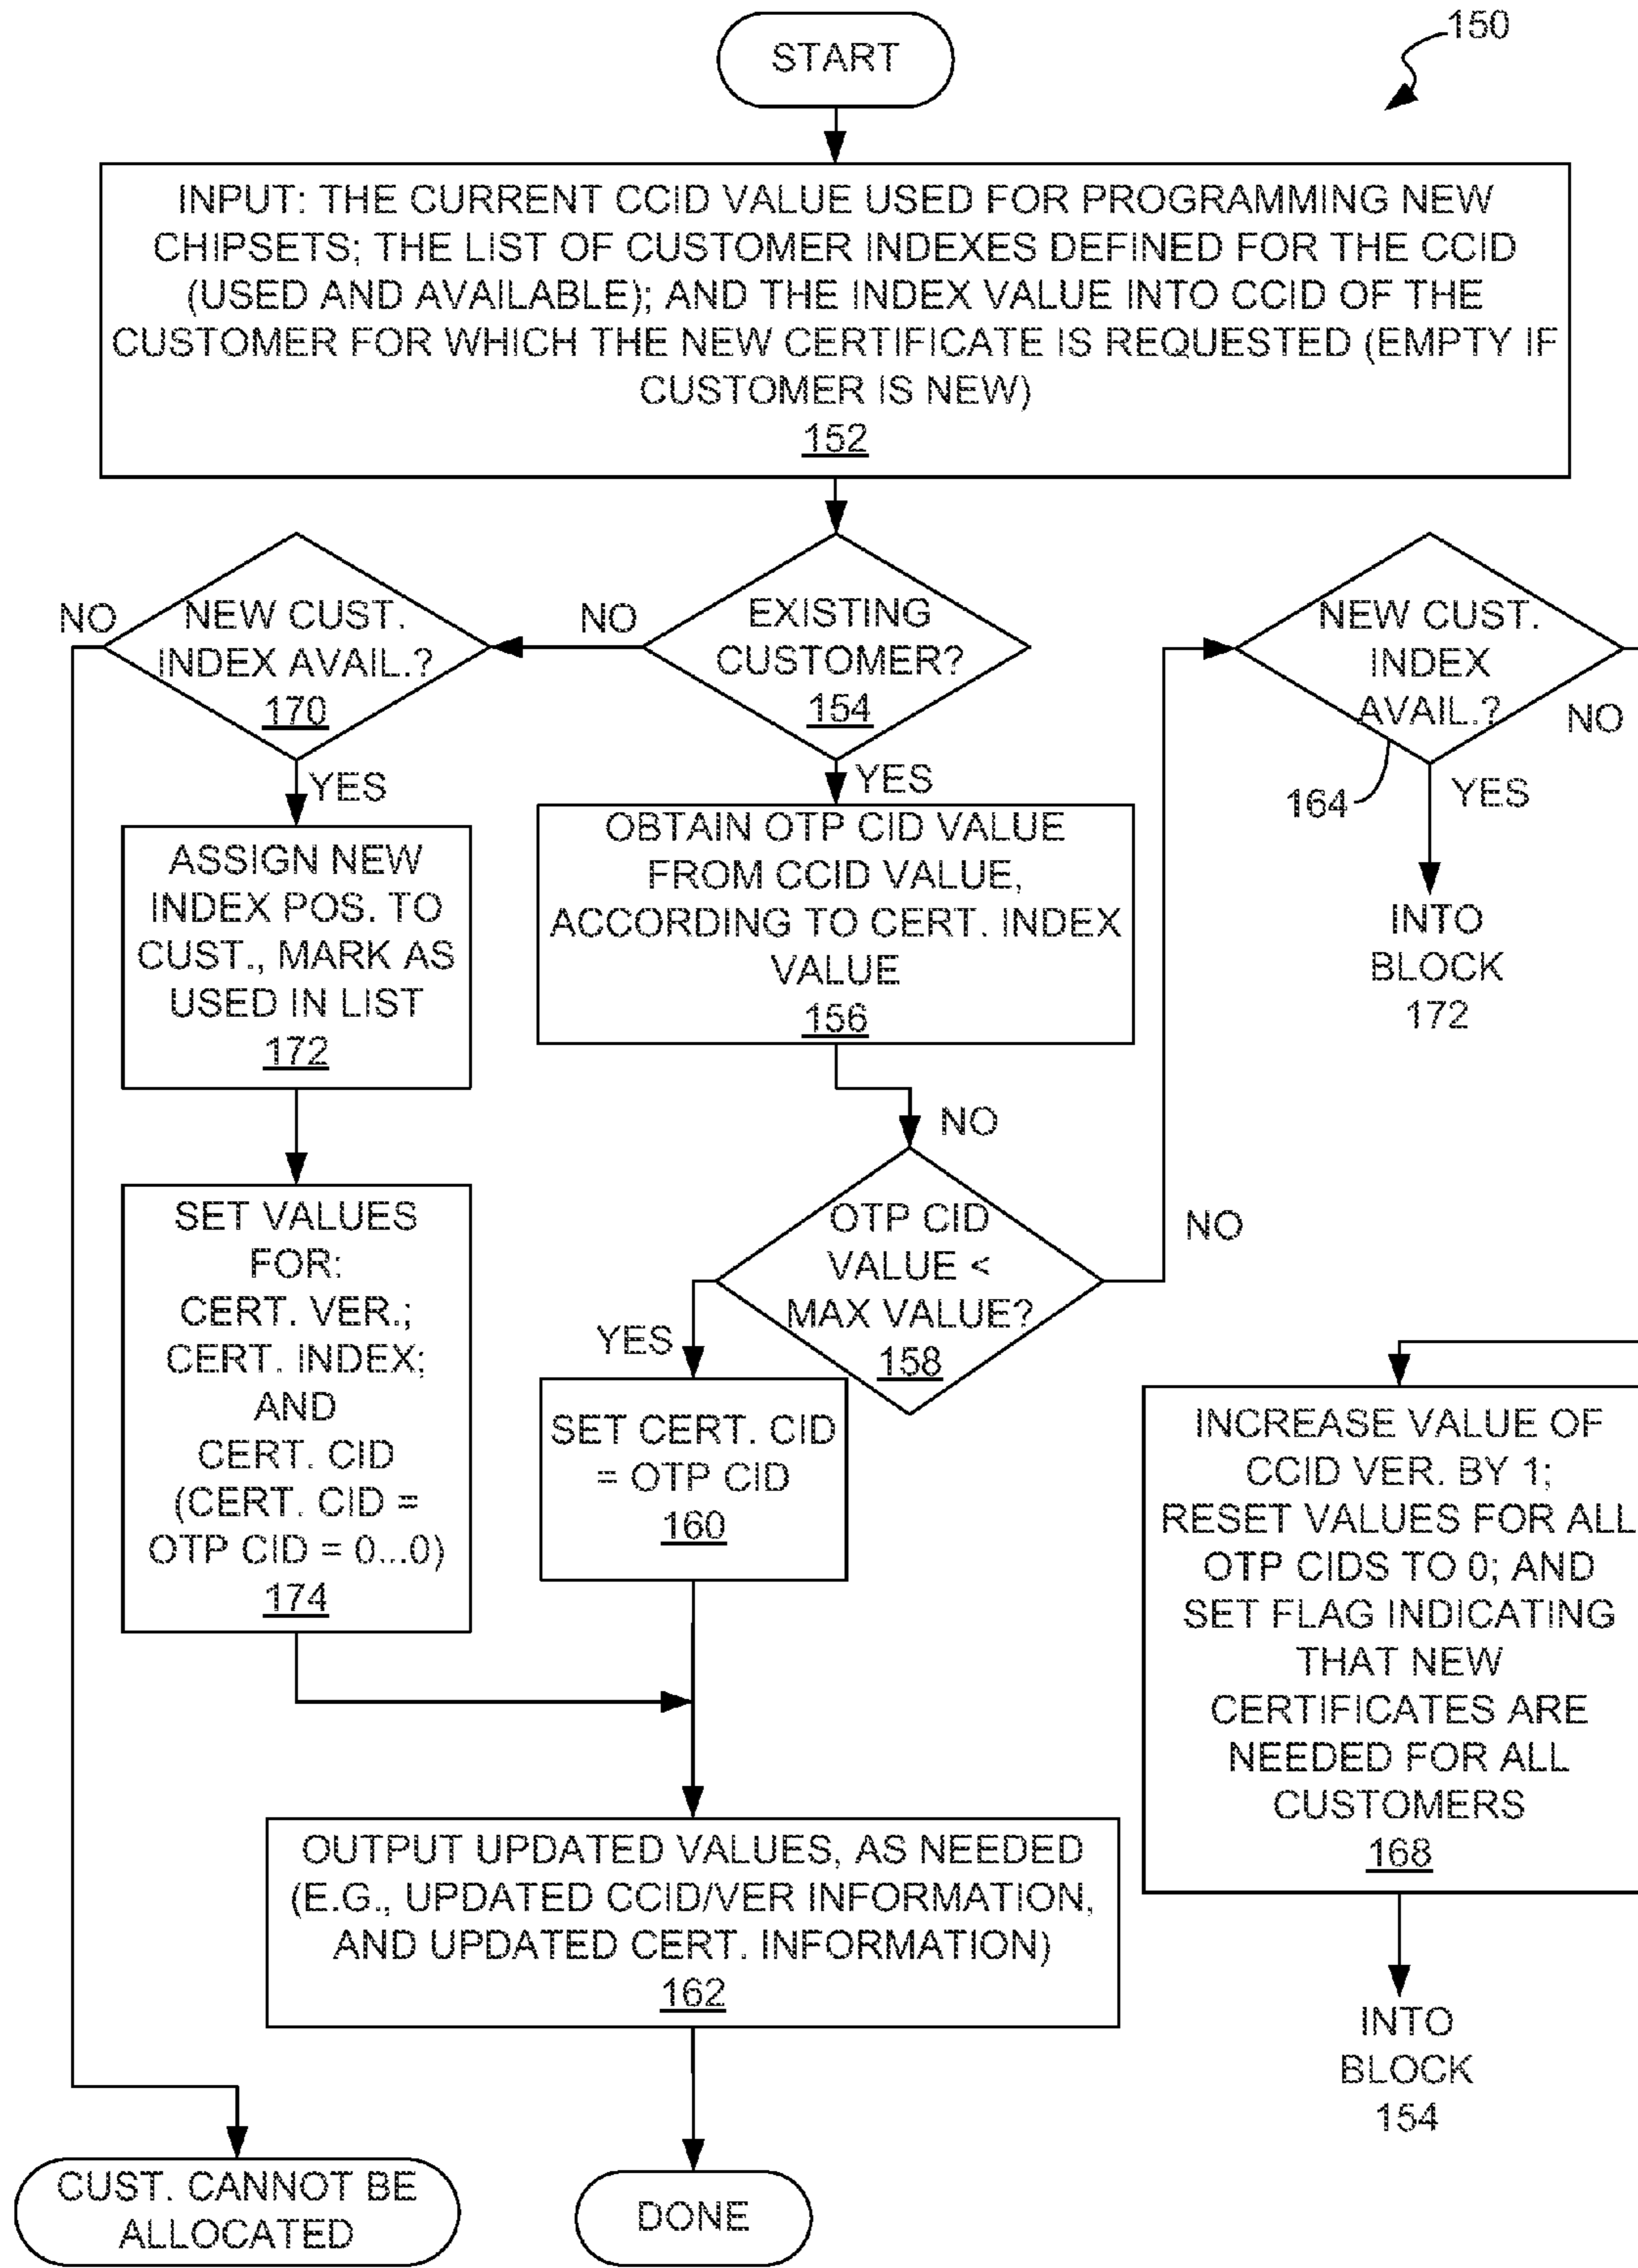 START
150
INPUT: THE CURRENT CCID VALUE USED FOR PROGRAMMING NEW
CHIPSETS; THE LIST OF CUSTOMER INDEXES DEFINED FOR THE CCID
(USED AND AVAILABLE); AND THE INDEX VALUE INTO CCID OF THE
CUSTOMER FOR WHICH THE NEW CERTIFICATE IS REQUESTED (EMPTY IF
CUSTOMER IS NEW)
152
NO
NEW CUST.
INDEX AVAIL.?
170
NO
EXISTING
CUSTOMER?
154
NEW CUST.
INDEX
AVAIL.?
NO
164
YES
INTO
BLOCK
172
YES
ASSIGN NEW
INDEX POS. TO
CUST., MARK AS
USED IN LIST
172
YES
OBTAIN OTP CID VALUE
FROM CCID VALUE,
ACCORDING TO CERT. INDEX
VALUE
156
NO
OTP CID
VALUE <
MAX VALUE?
158
NO
YES
SET VALUES
FOR:
CERT. VER.;
CERT. INDEX;
AND
CERT. CID
(CERT. CID =
OTP CID = 0...0)
174
SET CERT. CID
= OTP CID
160
INCREASE VALUE OF
CCID VER. BY 1;
RESET VALUES FOR ALL
OTP CIDS TO 0; AND
SET FLAG INDICATING
THAT NEW
CERTIFICATES ARE
NEEDED FOR ALL
CUSTOMERS
168
INTO
BLOCK
154
OUTPUT UPDATED VALUES, AS NEEDED
(E.G., UPDATED CCID/VER INFORMATION,
AND UPDATED CERT. INFORMATION)
162
CUST. CANNOT BE
ALLOCATED
DONE